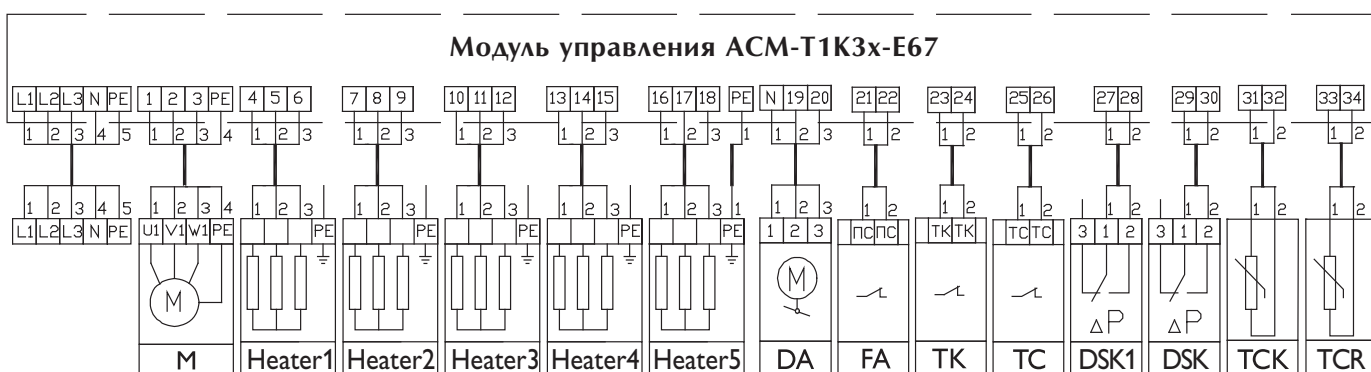 Модуль управления ACM-T1K3x-E67
L1 L2 L3 N PE 1 2 3 PE 4 5 6 7 8 9 10 11 12 13 14 15 16 17 18 PE N 19 20 21 22 23 24 25 26 27 28 29 30 31 32 33 34
1 2 3 4 5 1 2 3 4 1 2 3 1 2 3 1 2 3 1 2 3 1 2 3 1 1 2 3 1 2 1 2 1 2 1 2 1 2 1 2 1 2
1 2 3 4 5 1 2 3 4 1 2 3 1 2 3 1 2 3 1 2 3 1 2 3 1 1 2 3 1 2 1 2 1 2 1 2 1 2 1 2 1 2
L1 L2 L3 N PE U1 V1 W1 PE PE PE PE PE PE 1 2 3 ПС ПС ТК ТК ТС ТС 3 1 2 3 1 2
M M
ΔP ΔP
M Heater1 Heater2 Heater3 Heater4 Heater5 DA FA TK TC DSK1 DSK TCK TCR